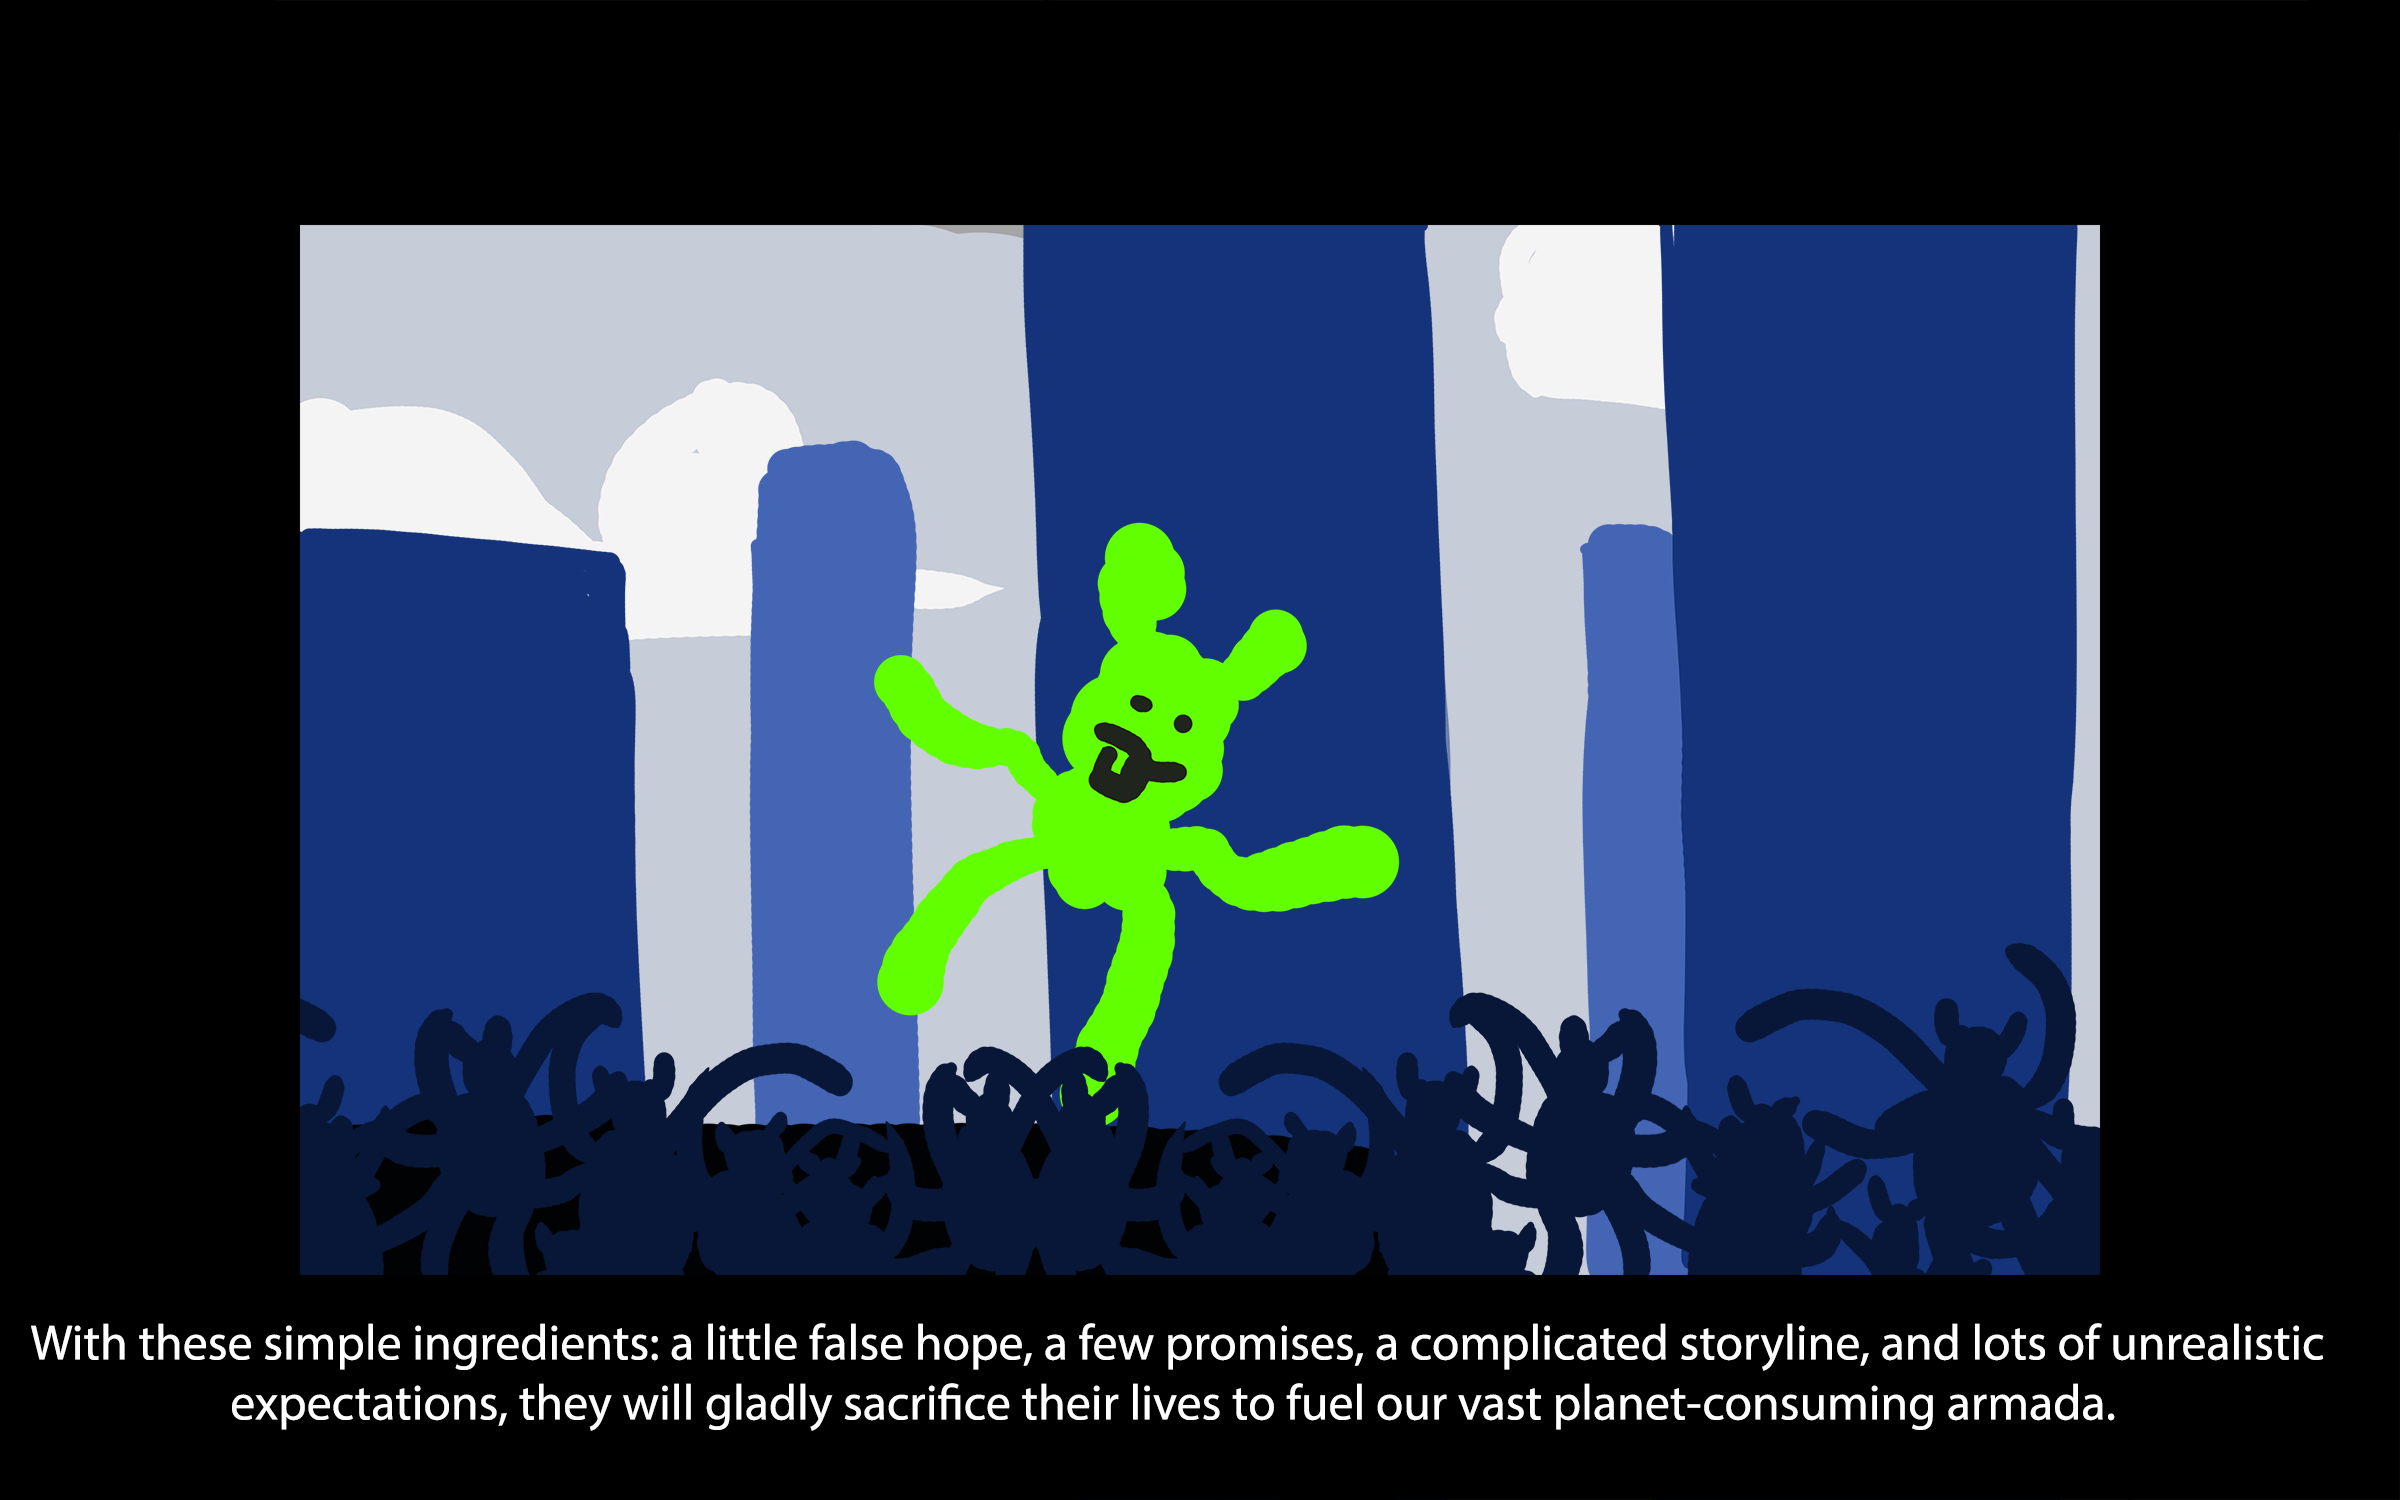 With these simple ingredients: a little false hope, a few promises, a complicated storyline, and lots of unrealistic
expectations, they will gladly sacrifice their lives to fuel our vast planet-consuming armada.